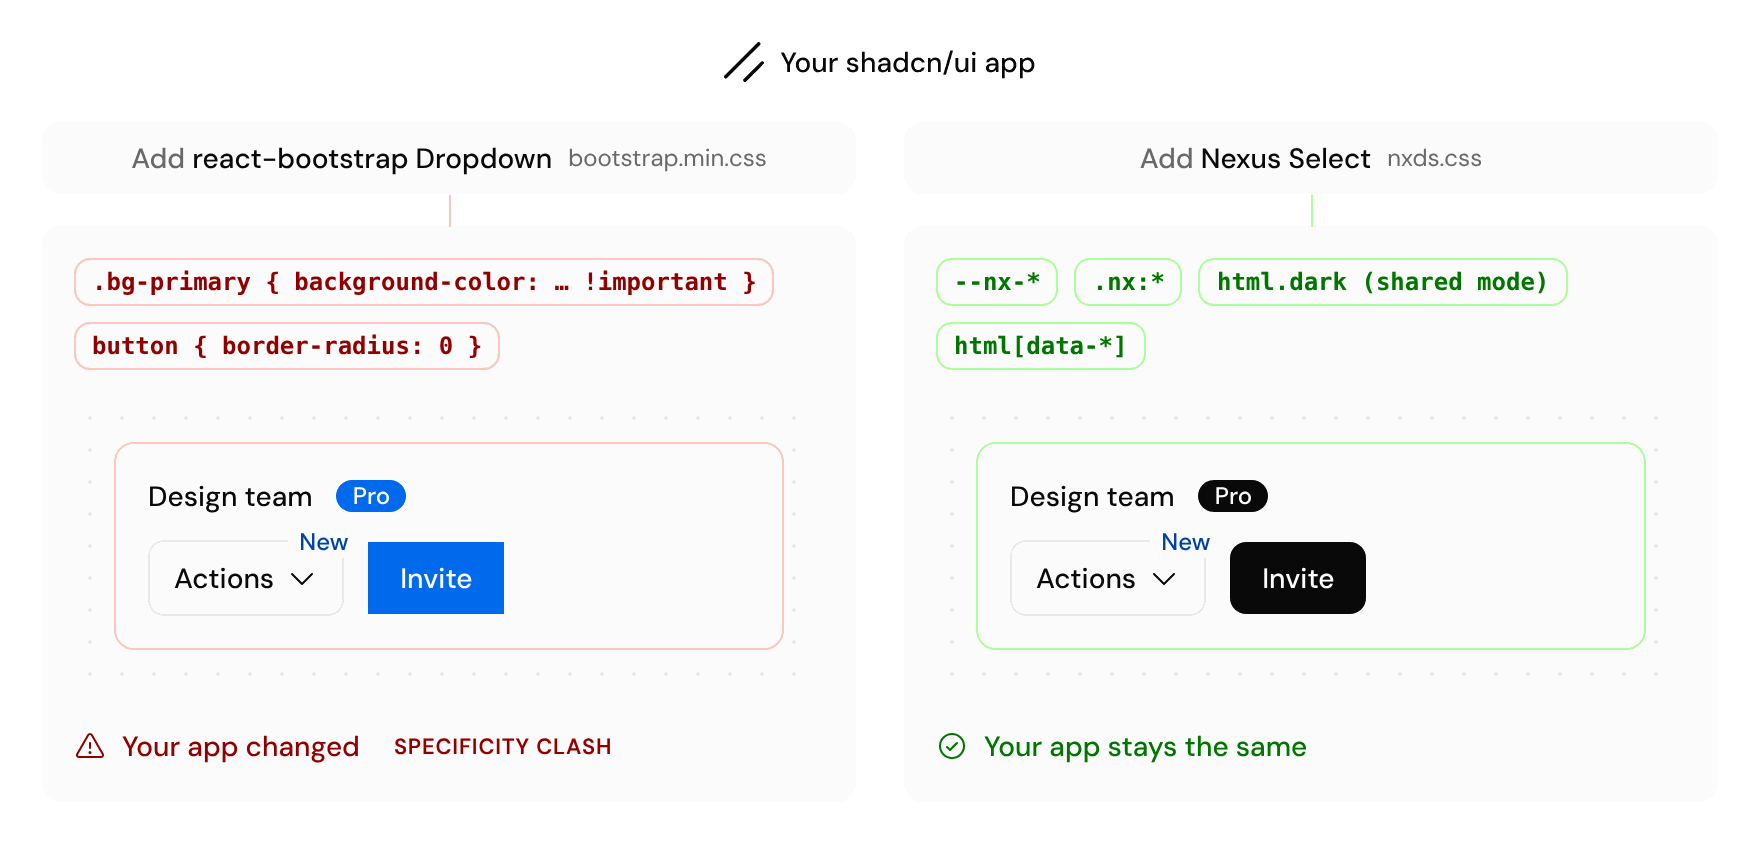 Your shadcn/ui app
Add react-bootstrap Dropdown bootstrap.min.css
.bg-primary { background-color: … !important }
button { border-radius: 0 }
Design team Pro
New
Actions Invite
Your app changed SPECIFICITY CLASH
Add Nexus Select nxds.css
--nx-* .nx:* html.dark (shared mode)
html[data-*]
Design team Pro
New
Actions Invite
Your app stays the same